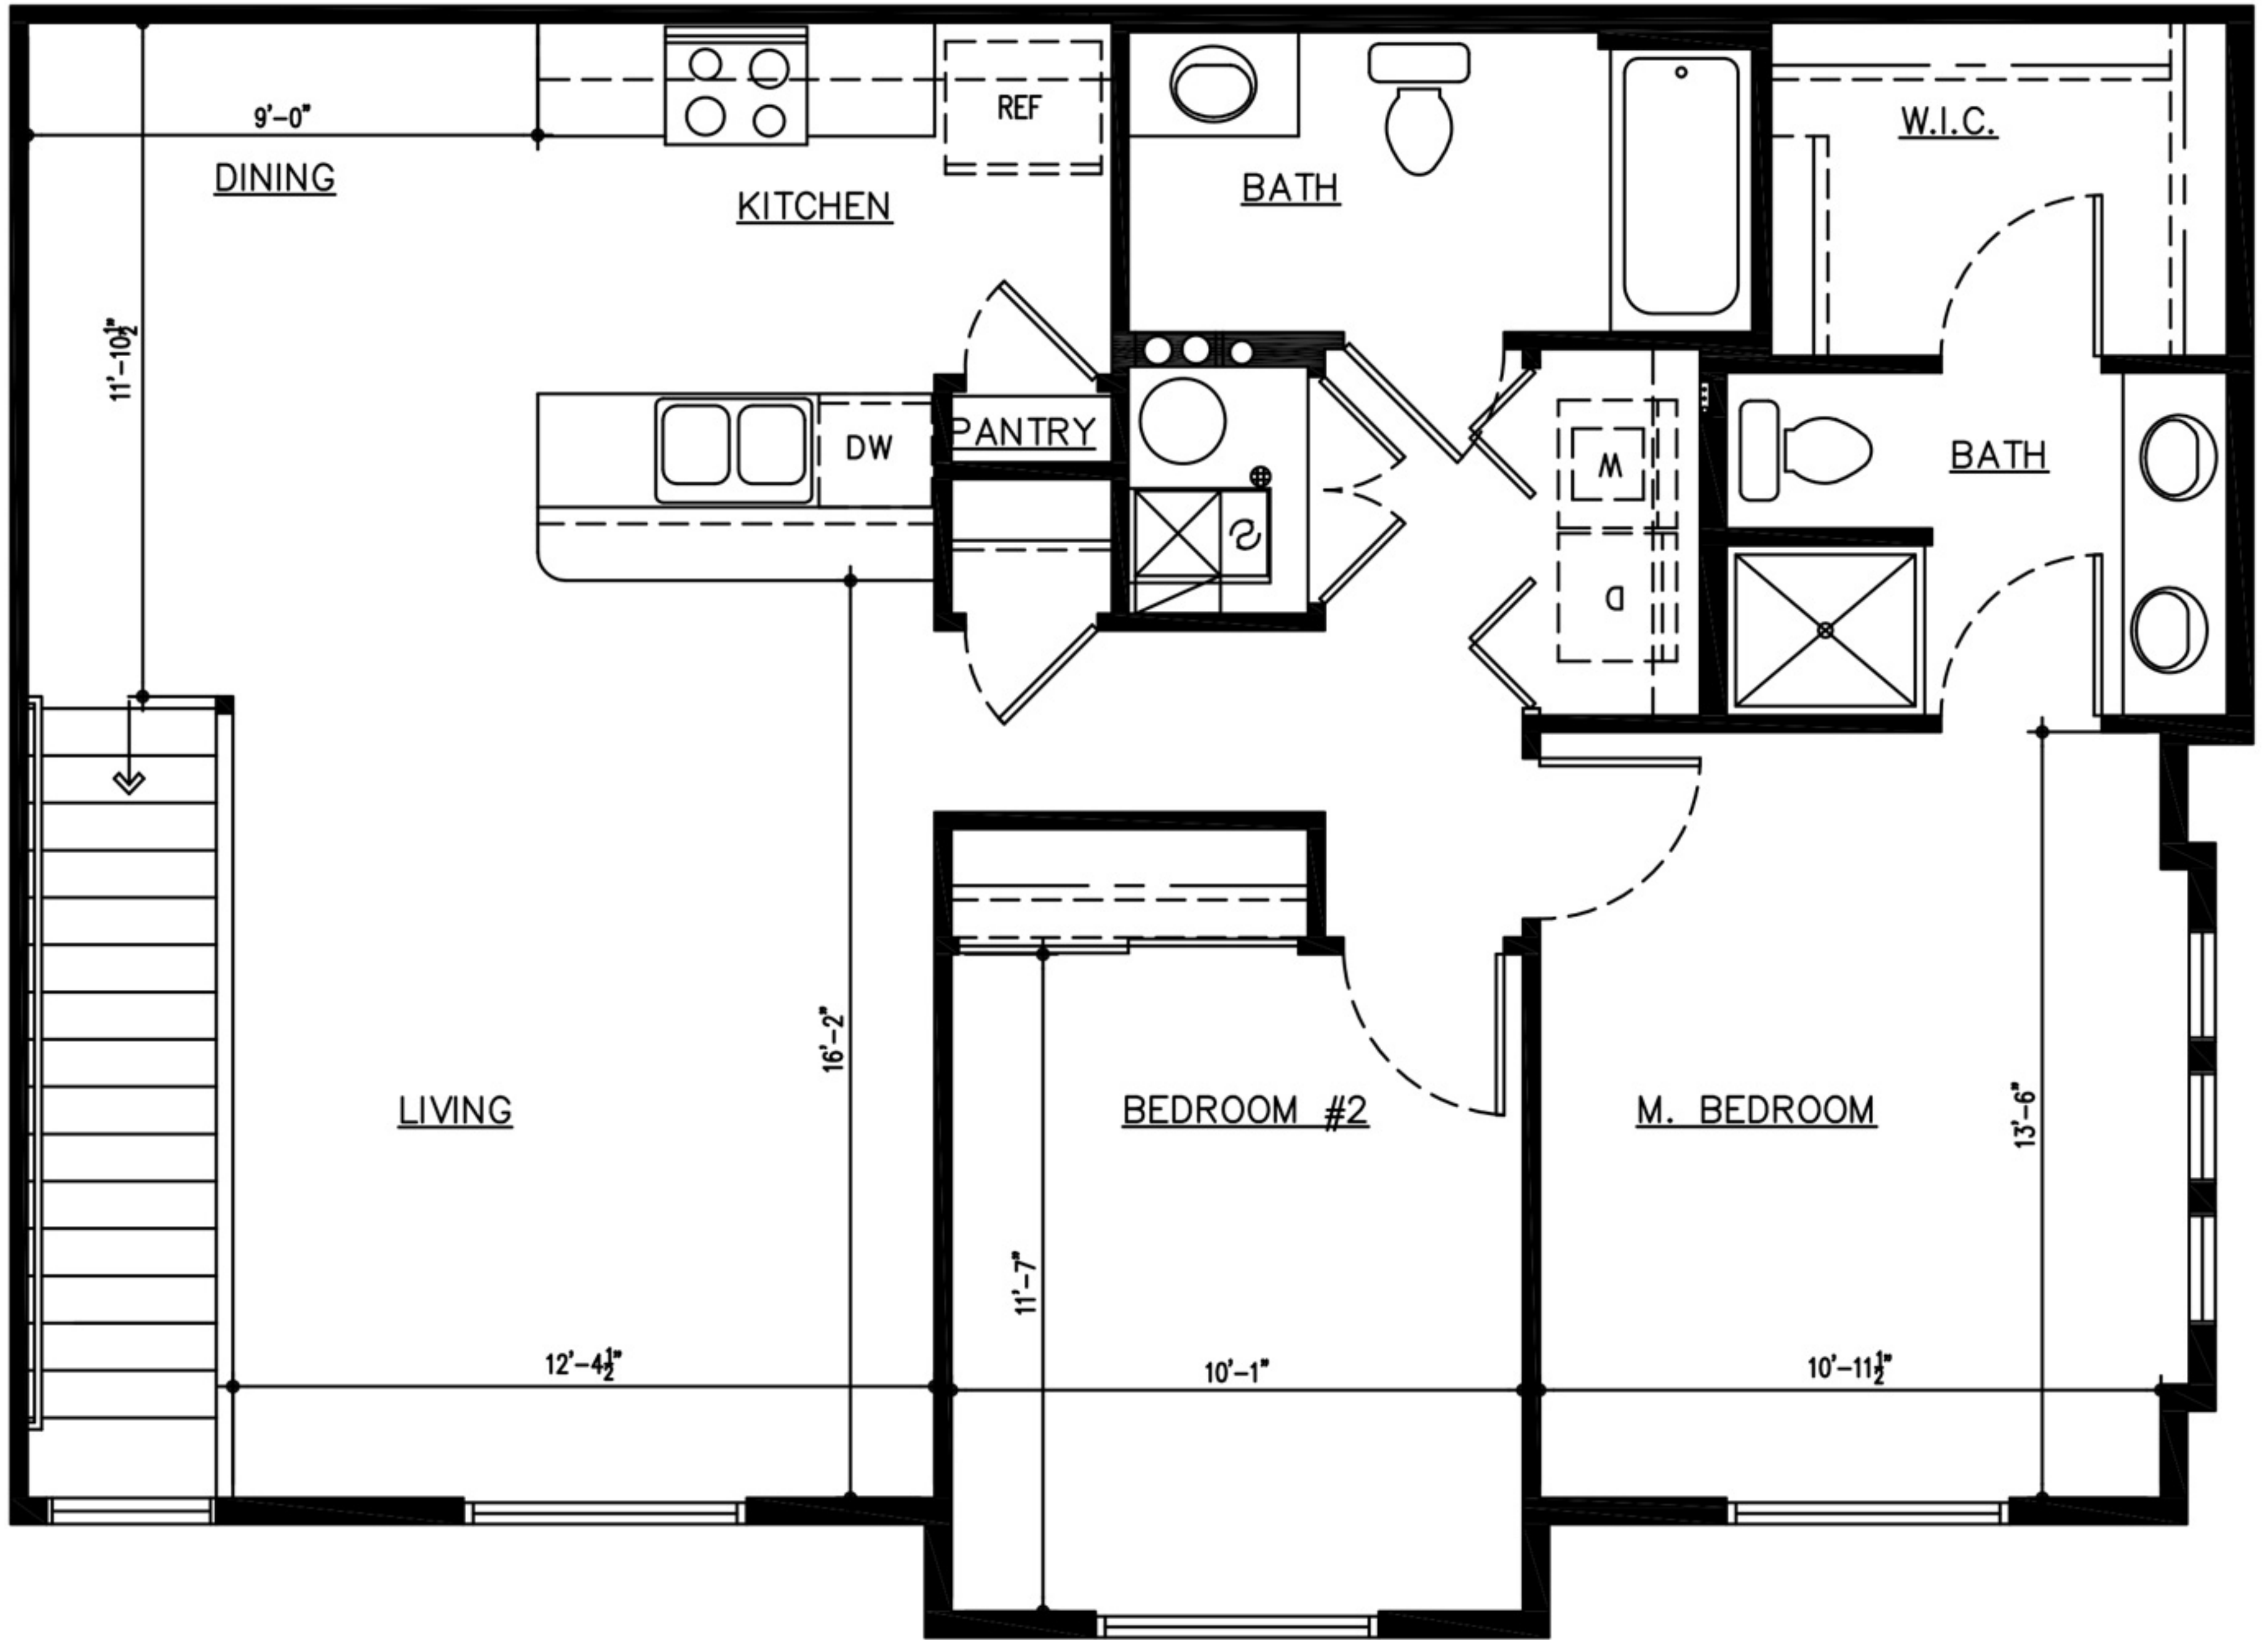 9'-0"
REF
W.I.C.
DINING
KITCHEN
BATH
11'-10½"
PANTRY
DW
W
BATH
D
16'-2"
LIVING
BEDROOM #2
M. BEDROOM
13'-6"
11'-7"
12'-4½"
10'-1"
10'-11½"